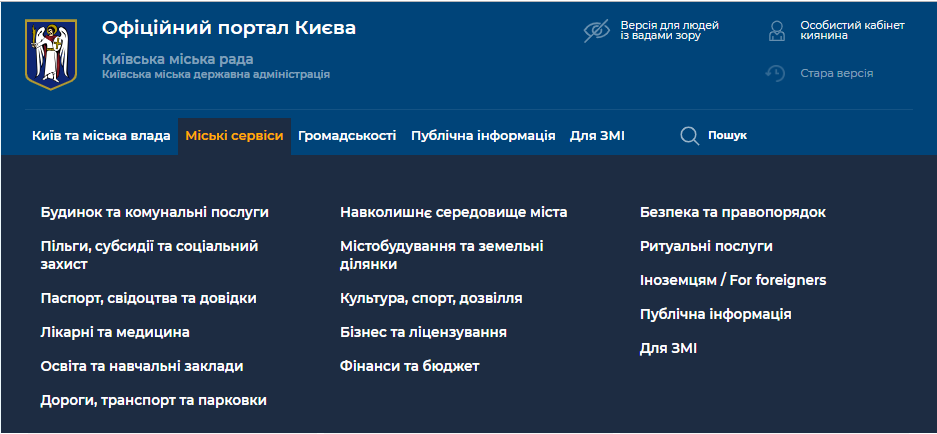 Офіційний портал Києва
Київська міська рада
Київська міська державна адміністрація
Версія для людей
із вадами зору
Особистий кабінет
киянина
Стара версія
Київ та міська влада
Міські сервіси
Громадськості
Публічна інформація
Для ЗМІ
Пошук
Будинок та комунальні послуги
Пільги, субсидії та соціальний
захист
Паспорт, свідоцтва та довідки
Лікарні та медицина
Освіта та навчальні заклади
Дороги, транспорт та парковки
Навколишнє середовище міста
Містобудування та земельні
ділянки
Культура, спорт, дозвілля
Бізнес та ліцензування
Фінанси та бюджет
Безпека та правопорядок
Ритуальні послуги
Іноземцям / For foreigners
Публічна інформація
Для ЗМІ